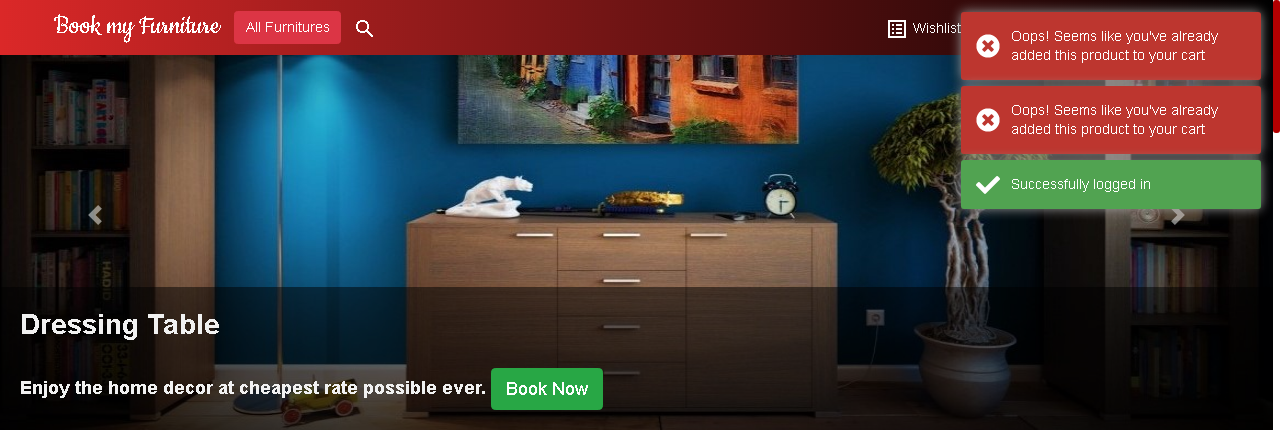 Book my Furniture
All Furnitures
Wishlist
Oops! Seems like you've already
added this product to your cart
Oops! Seems like you've already
added this product to your cart
Successfully logged in
Dressing Table
Enjoy the home decor at cheapest rate possible ever.
Book Now